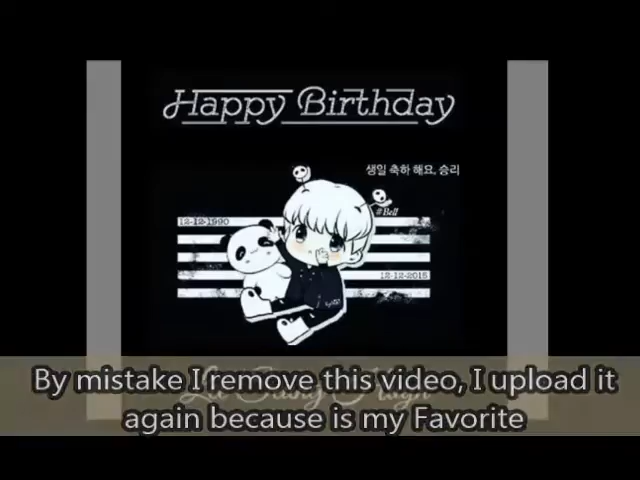 Happy Birthday
생일 축하 해요, 승리
#Bell
12-12-1990
12-12-2015
By mistake I remove this video, I upload it
again because is my Favorite